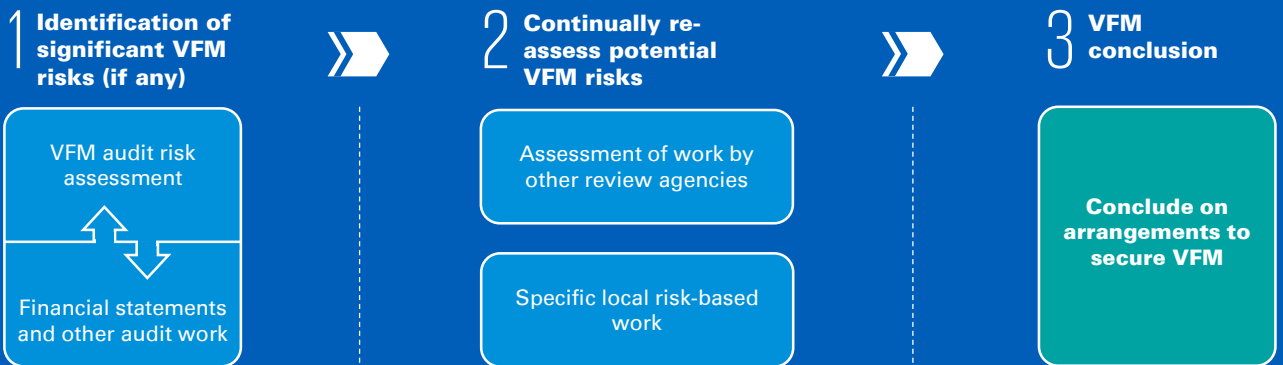 1
Identification of
significant VFM
risks (if any)
VFM audit risk
assessment
Financial statements
and other audit work
2
Continually re-
assess potential
VFM risks
Assessment of work by
other review agencies
Specific local risk-based
work
3
VFM
conclusion
Conclude on
arrangements to
secure VFM